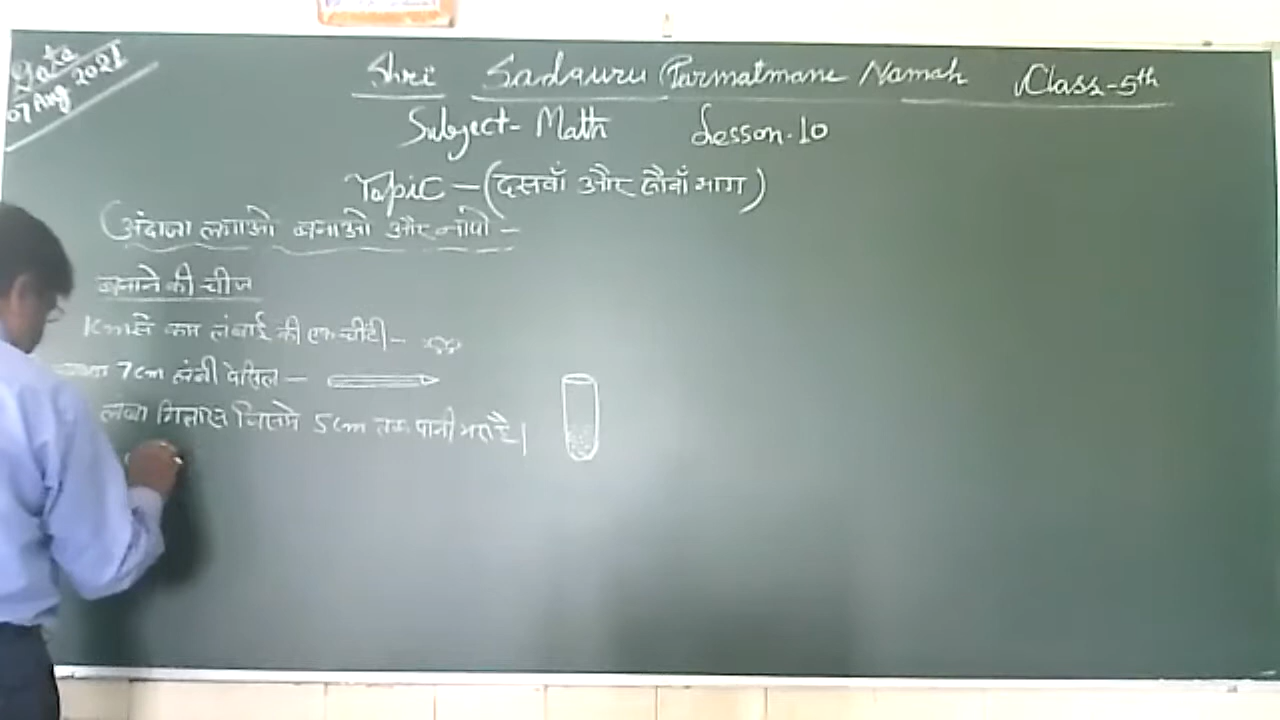 Date
07 Aug 2021
Shri Sadguru Parmatmane Namah Class-5th
Subject- Math Lesson-10
Topic - (दसवाँ और सौवाँ भाग)
अंदाजा लगाओ बनाओ और नापो -
बनाने की चीज
1cm से कम लंबाई की एक चींटी -
7cm लंबी पेंसिल -
लंबा गिलास जिसमे 5cm तक पानी भरा है।